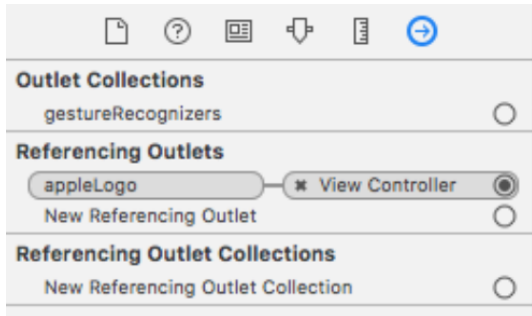 Outlet Collections
gestureRecognizers
Referencing Outlets
appleLogo View Controller
New Referencing Outlet
Referencing Outlet Collections
New Referencing Outlet Collection